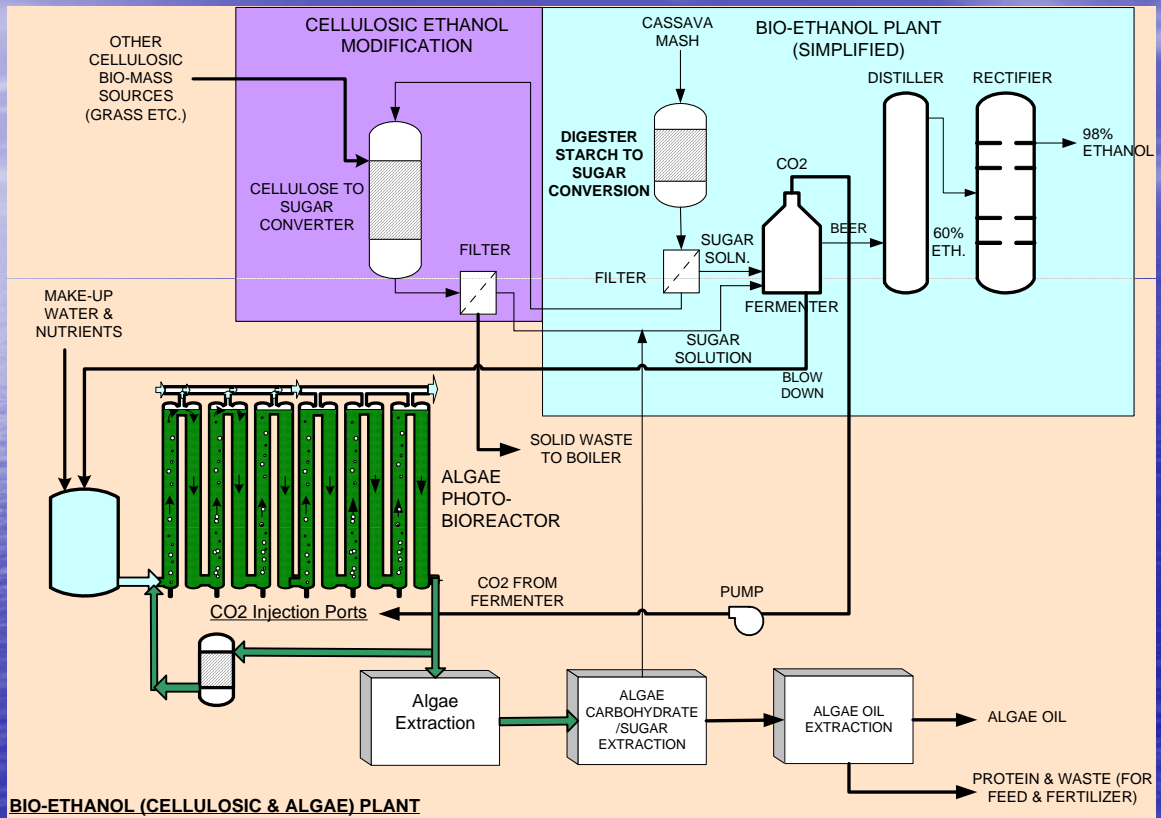 CELLULOSIC ETHANOL
MODIFICATION
CASSAVA
MASH
BIO-ETHANOL PLANT
(SIMPLIFIED)
OTHER
CELLULOSIC
BIO-MASS
SOURCES
(GRASS ETC.)
DISTILLER
RECTIFIER
DIGESTER
STARCH TO
SUGAR
CONVERSION
98%
ETHANOL
CO2
CELLULOSE TO
SUGAR
CONVERTER
FILTER
SUGAR
SOLN.
BEER
60%
ETH.
FILTER
FERMENTER
MAKE-UP
WATER &
NUTRIENTS
SUGAR
SOLUTION
BLOW
DOWN
SOLID WASTE
TO BOILER
ALGAE
PHOTO-
BIOREACTOR
CO2 FROM
FERMENTER
PUMP
CO2 Injection Ports
Algae
Extraction
ALGAE
CARBOHYDRATE
/SUGAR
EXTRACTION
ALGAE OIL
EXTRACTION
ALGAE OIL
PROTEIN & WASTE (FOR
FEED & FERTILIZER)
BIO-ETHANOL (CELLULOSIC & ALGAE) PLANT